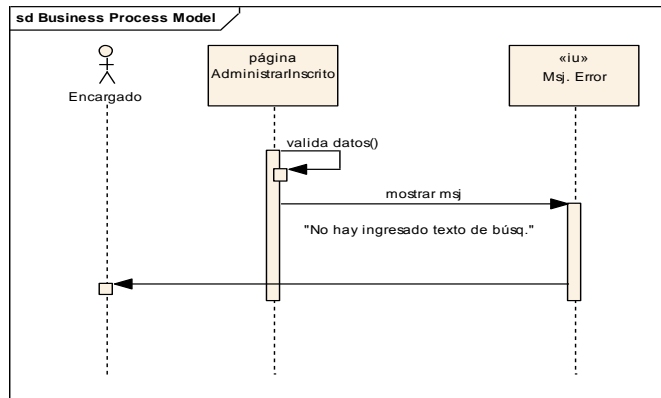 sd Business Process Model
Encargado
página
AdministrarInscrito
«iu»
Msj. Error
valida datos()
mostrar msj
"No hay ingresado texto de búsq."